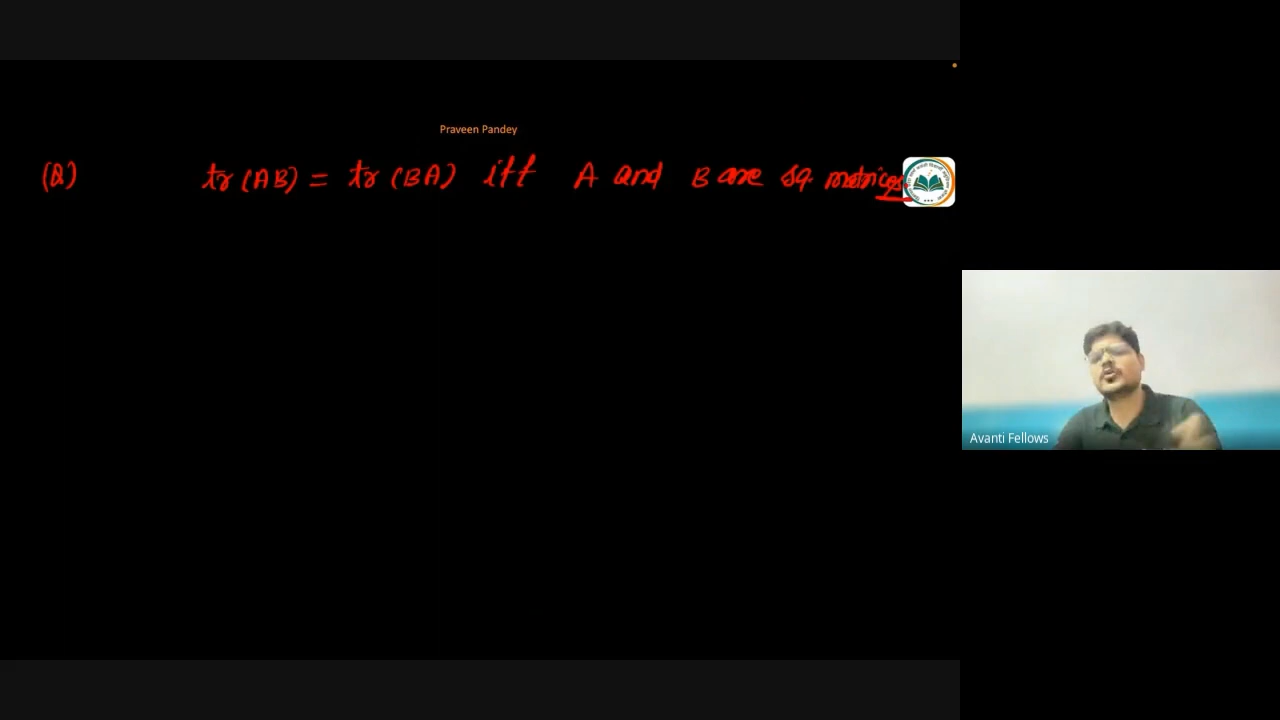 Praveen Pandey
(Q) tr (AB) = tr (BA) iff A and B are sq. matrices.
Avanti Fellows